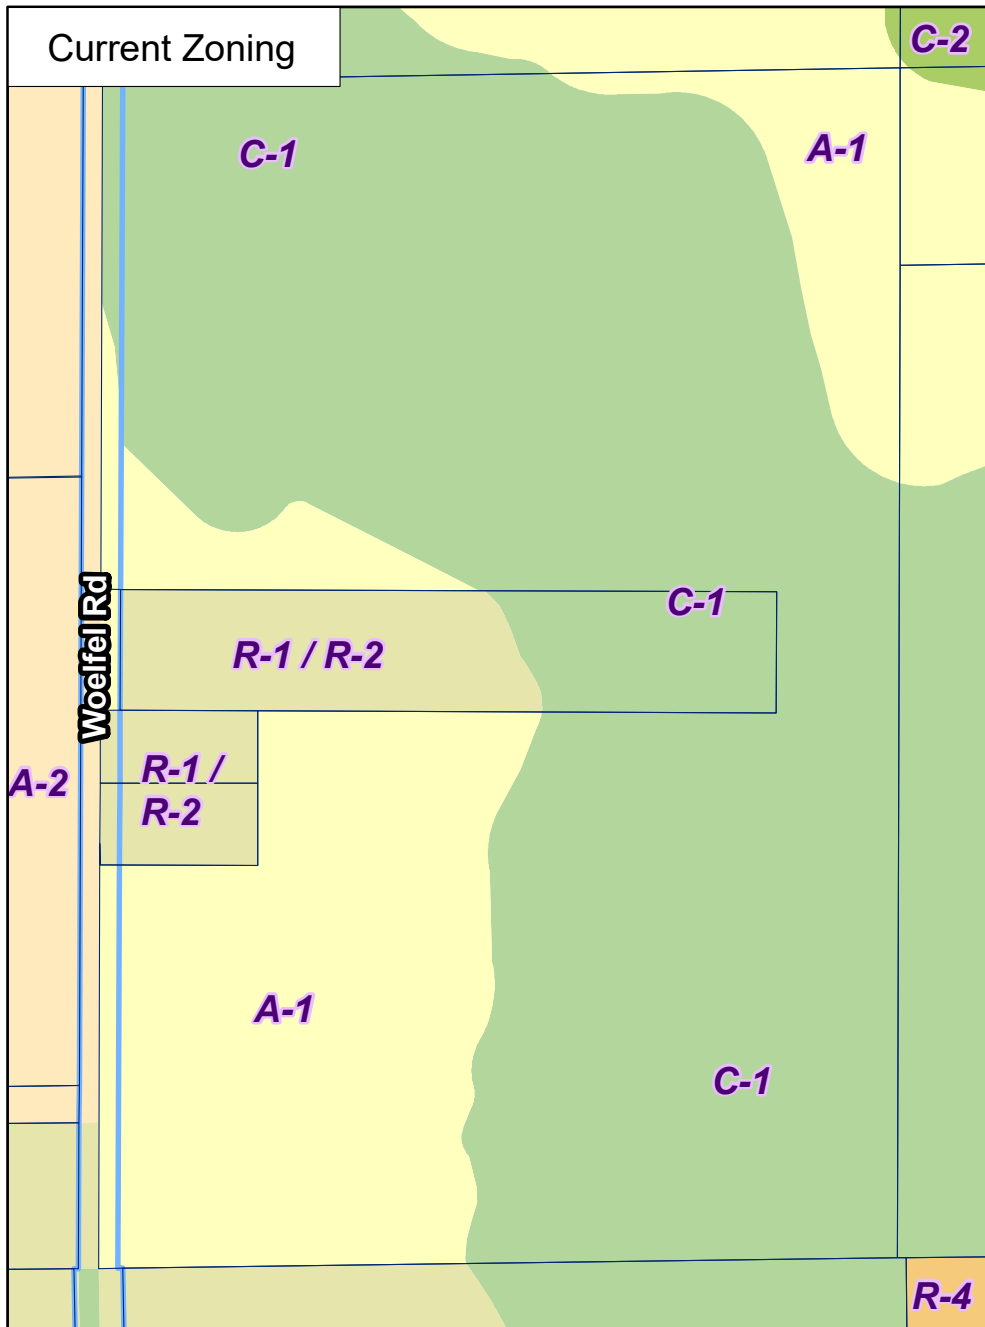 Current Zoning
C-2
C-1
A-1
C-1
R-1 / R-2
Woelfel Rd
R-1 /
R-2
A-2
A-1
C-1
R-4